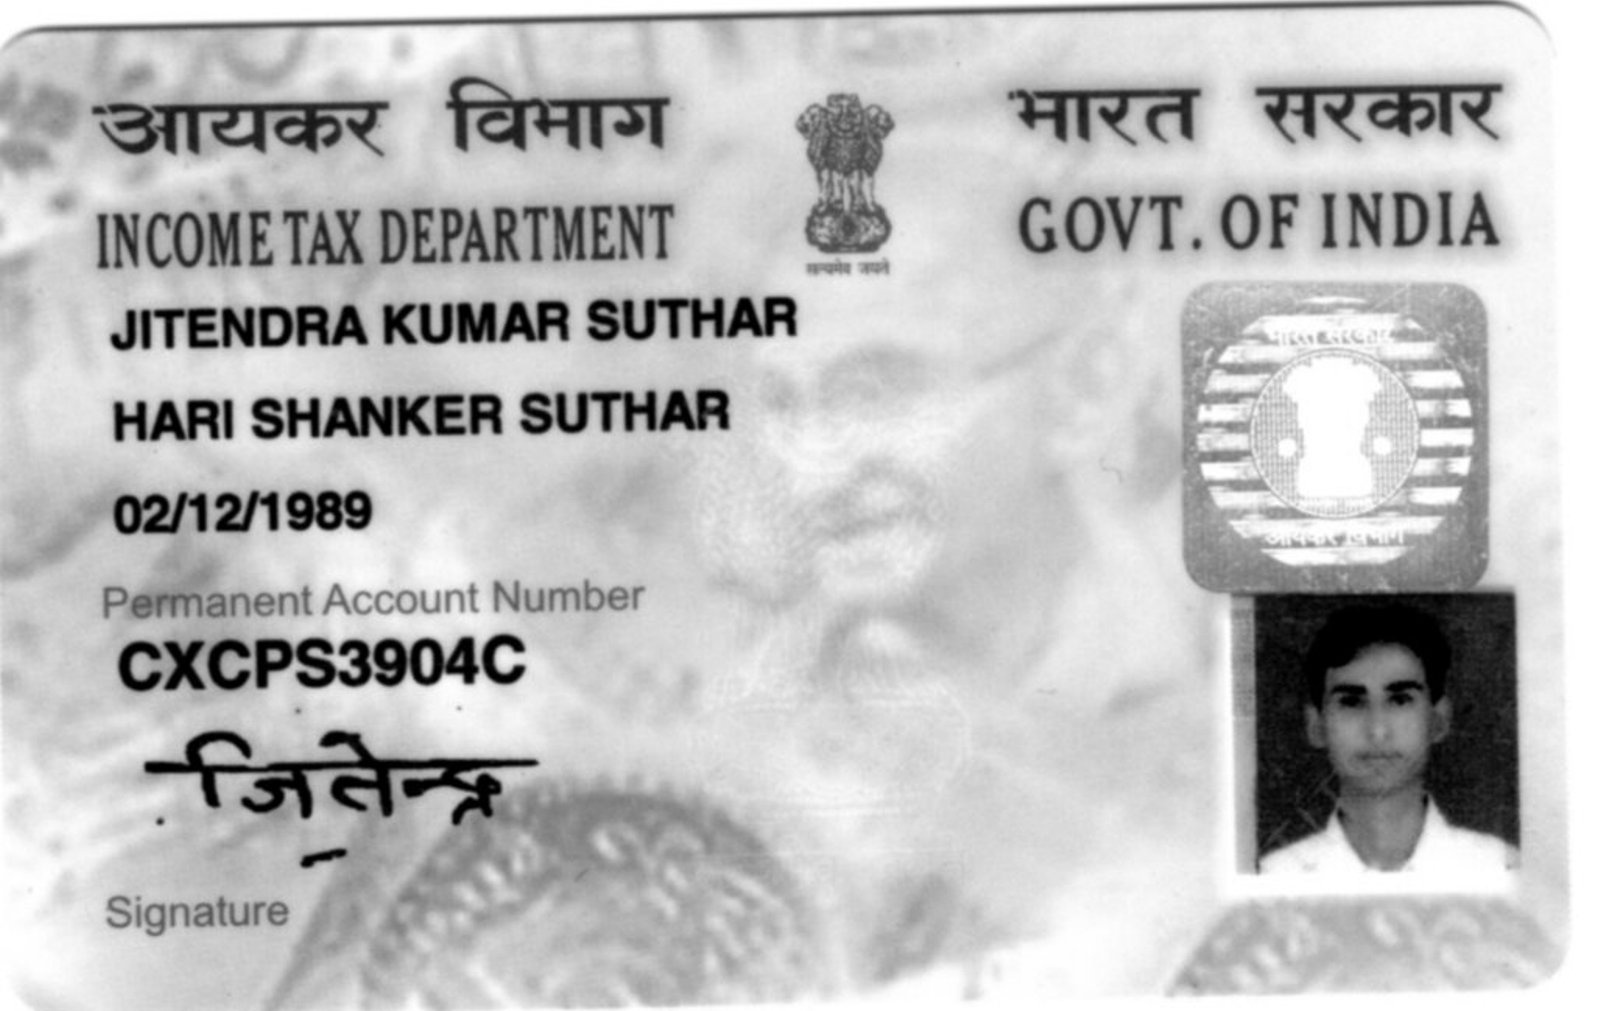 आयकर विभाग
भारत सरकार
INCOME TAX DEPARTMENT
GOVT. OF INDIA
सत्यमेव जयते
JITENDRA KUMAR SUTHAR
HARI SHANKER SUTHAR
02/12/1989
भारत सरकार
आयकर विभाग
Permanent Account Number
CXCPS3904C
जितेन्द्र
Signature